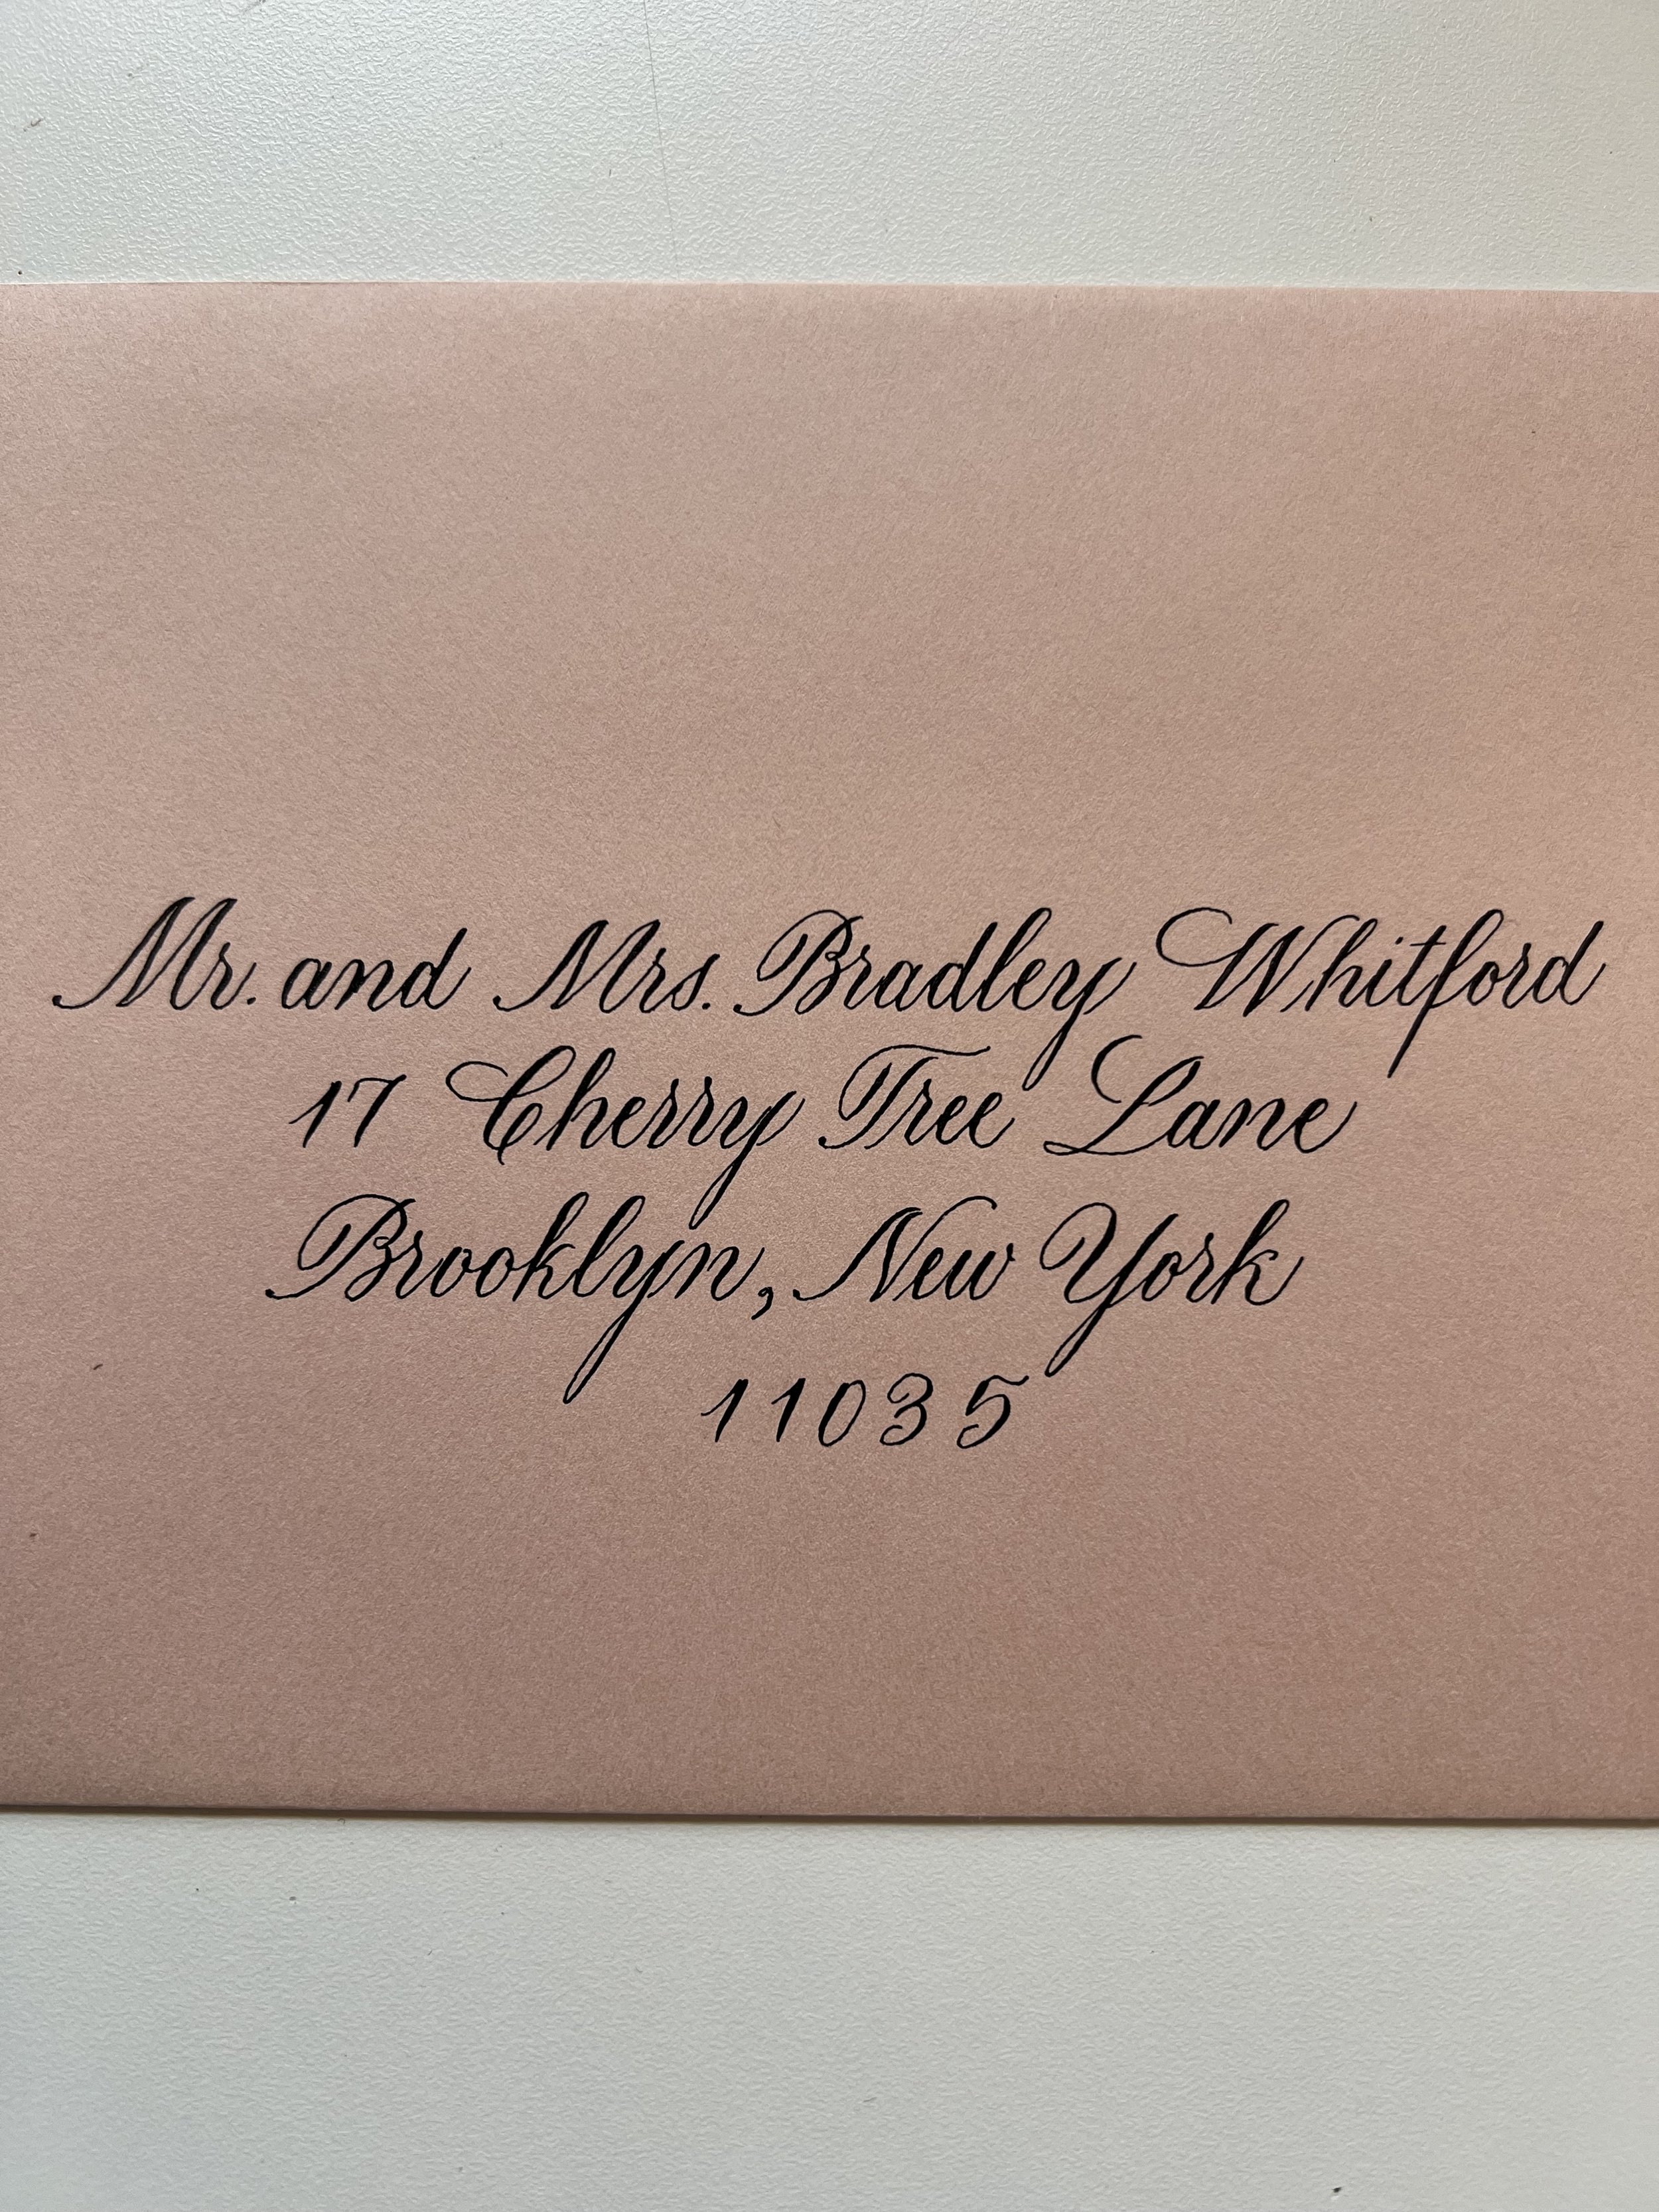 Mr. and Mrs. Bradley Whitford
17 Cherry Tree Lane
Brooklyn, New York
11035